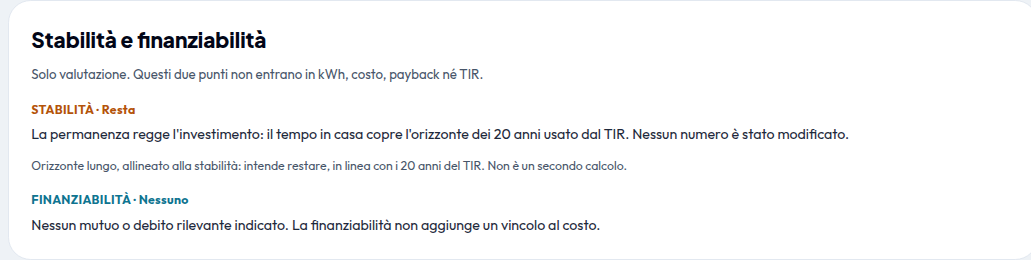 Stabilità e finanziabilità
Solo valutazione. Questi due punti non entrano in kWh, costo, payback né TIR.
STABILITÀ · Resta
La permanenza regge l'investimento: il tempo in casa copre l'orizzonte dei 20 anni usato dal TIR. Nessun numero è stato modificato.
Orizzonte lungo, allineato alla stabilità: intende restare, in linea con i 20 anni del TIR. Non è un secondo calcolo.
FINANZIABILITÀ · Nessuno
Nessun mutuo o debito rilevante indicato. La finanziabilità non aggiunge un vincolo al costo.